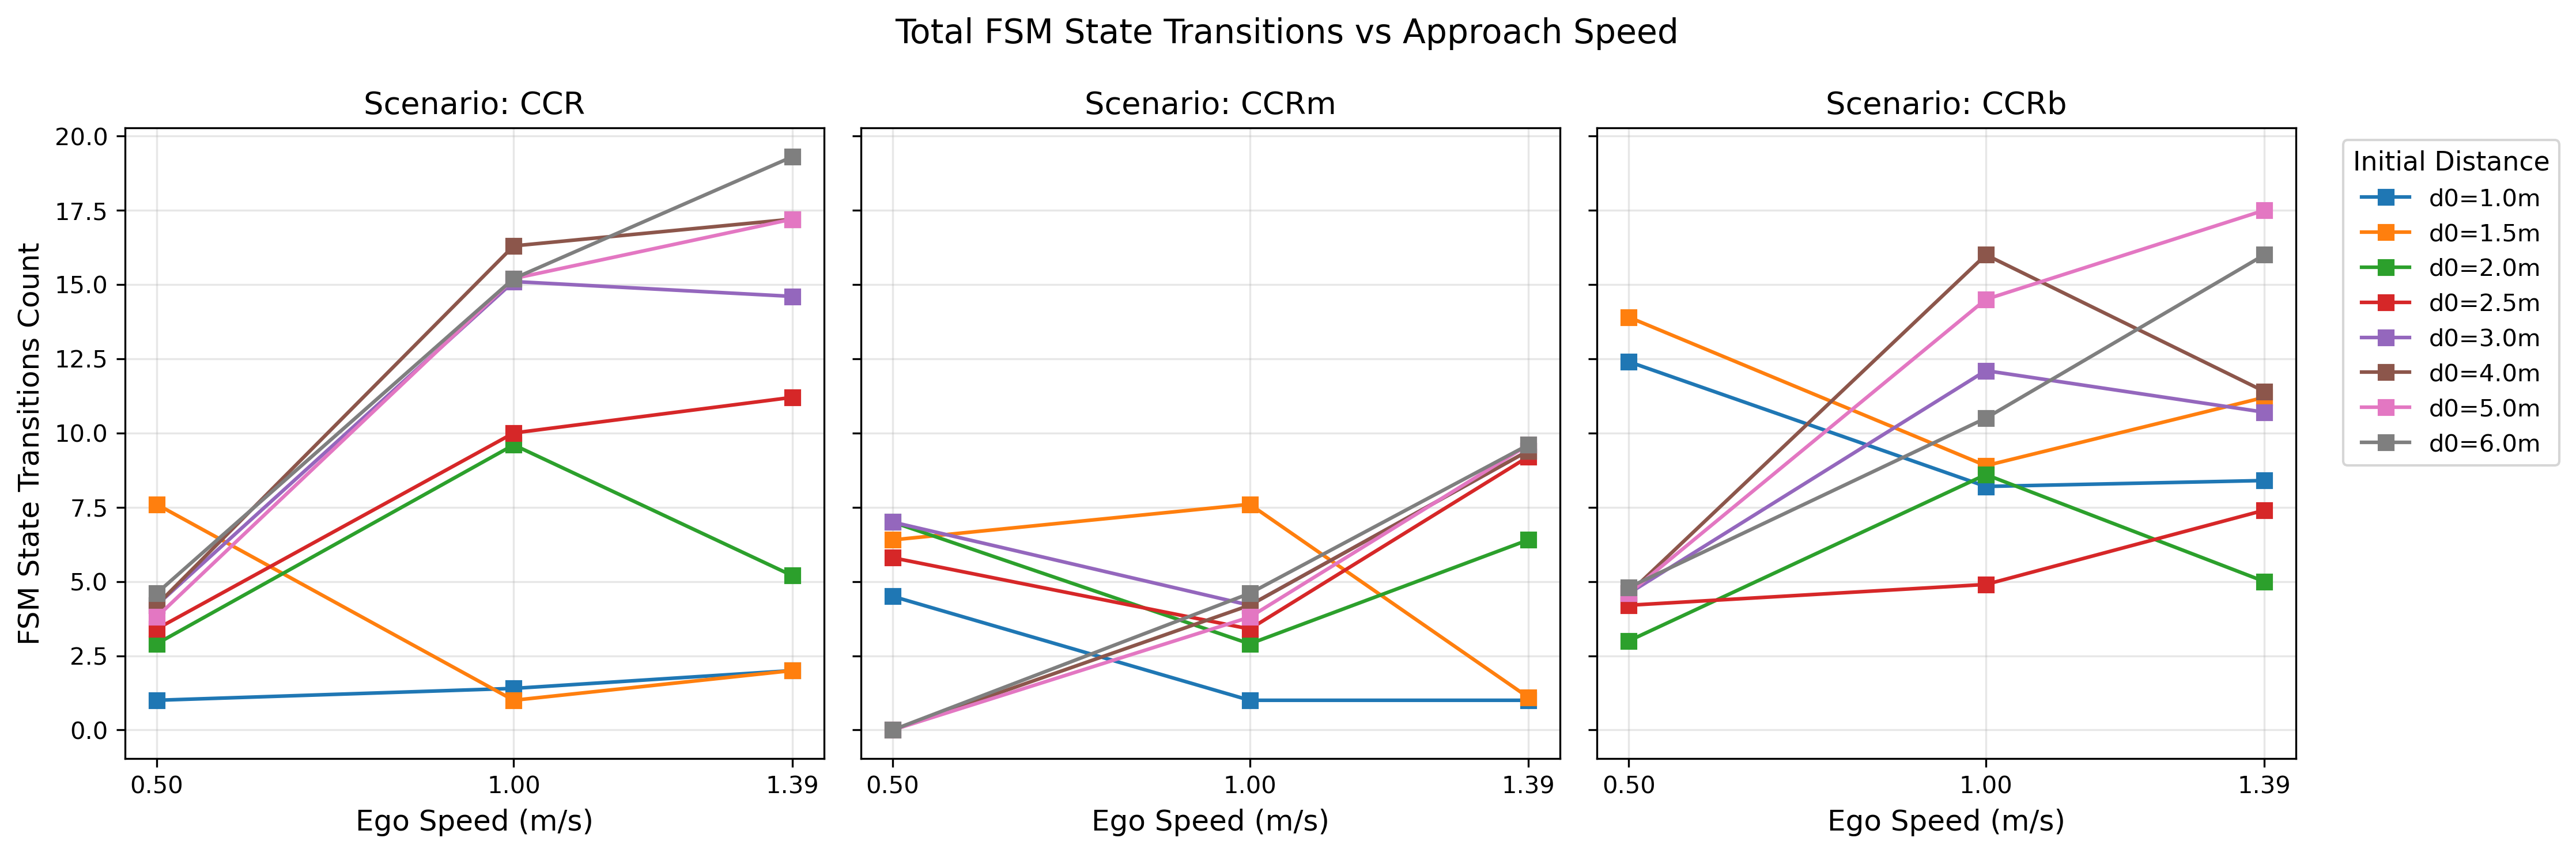 Total FSM State Transitions vs Approach Speed
Scenario: CCR
Scenario: CCRm
Scenario: CCRb
FSM State Transitions Count
20.0
17.5
15.0
12.5
10.0
7.5
5.0
2.5
0.0
0.50 1.00 1.39
0.50 1.00 1.39
0.50 1.00 1.39
Ego Speed (m/s)
Ego Speed (m/s)
Ego Speed (m/s)
Initial Distance
d0=1.0m
d0=1.5m
d0=2.0m
d0=2.5m
d0=3.0m
d0=4.0m
d0=5.0m
d0=6.0m